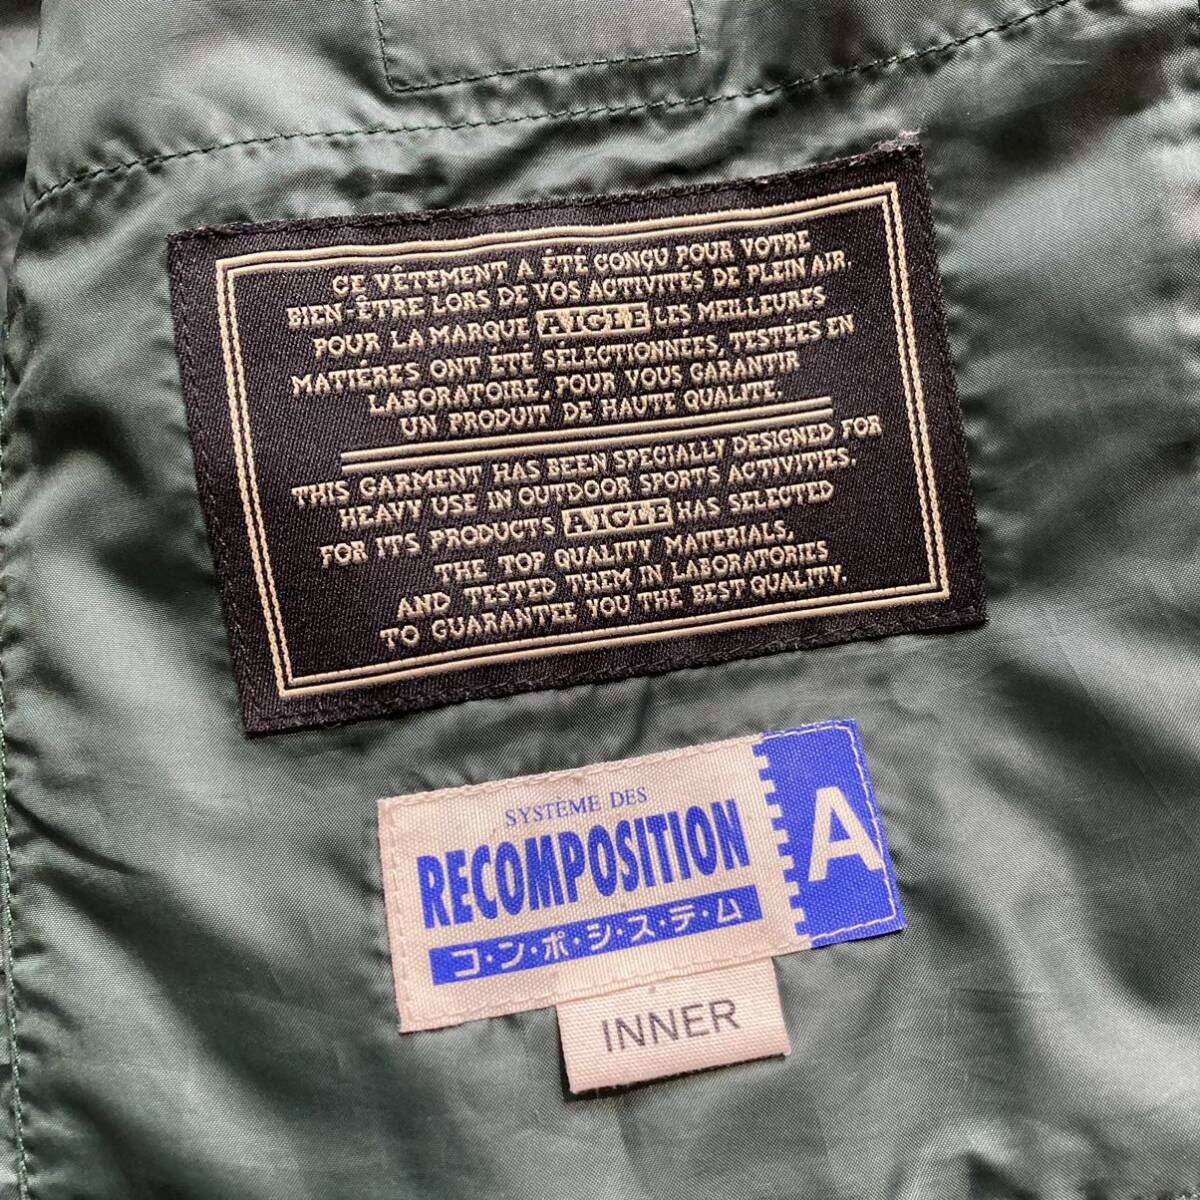 CE VÊTEMENT A ÉTÉ CONÇU POUR VOTRE
BIEN-ÊTRE LORS DE VOS ACTIVITÉS DE PLEIN AIR
POUR LA MARQUE AIGLE LES MEILLEURES
MATIÈRES ONT ÉTÉ SELECTIONNÉES, TESTÉES EN
LABORATOIRE, POUR VOUS GARANTIR
UN PRODUIT DE HAUTE QUALITE.
THIS GARMENT HAS BEEN SPECIALLY DESIGNED FOR
HEAVY USE IN OUTDOOR SPORTS ACTIVITIES.
FOR ITS PRODUCTS AIGLE HAS SELECTED
THE TOP QUALITY MATERIALS,
AND TESTED THEM IN LABORATORIES
TO GUARANTEE YOU THE BEST QUALITY.
SYSTEME DES
RECOMPOSITION
コ・ン・ポ・シ・ス・テ・ム
A
INNER